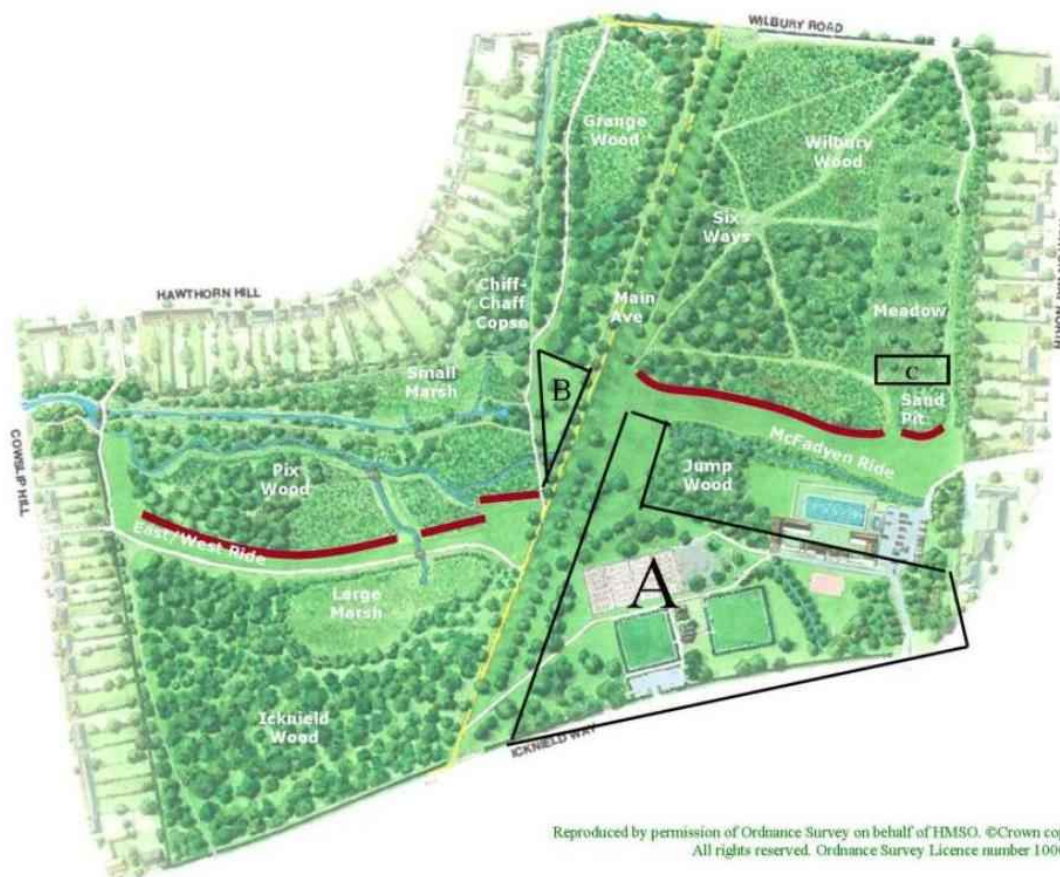 WILBURY ROAD
Grange
Wood
Wilbury
Wood
Six
Ways
Chiff-
Chaff
Copse
HAWTHORN HILL
Main
Ave
Meadow
Small
Marsh
B
C
Sand
Pit
COWSLIP HILL
McFadyen Ride
Pix
Wood
Jump
Wood
East/West Ride
A
Large
Marsh
Icknield
Wood
ICKNIELD WAY
Reproduced by permission of Ordnance Survey on behalf of HMSO. ©Crown cop
All rights reserved. Ordnance Survey Licence number 1000